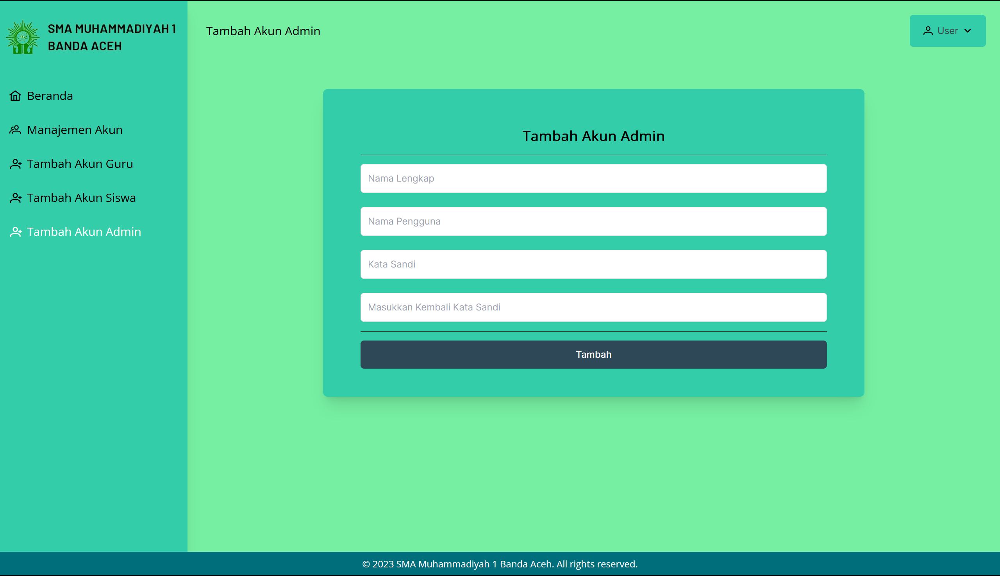 SMA MUHAMMADIYAH 1
BANDA ACEH
Tambah Akun Admin
User
Beranda
Manajemen Akun
Tambah Akun Guru
Tambah Akun Siswa
Tambah Akun Admin
Tambah Akun Admin
Nama Lengkap
Nama Pengguna
Kata Sandi
Masukkan Kembali Kata Sandi
Tambah
© 2023 SMA Muhammadiyah 1 Banda Aceh. All rights reserved.